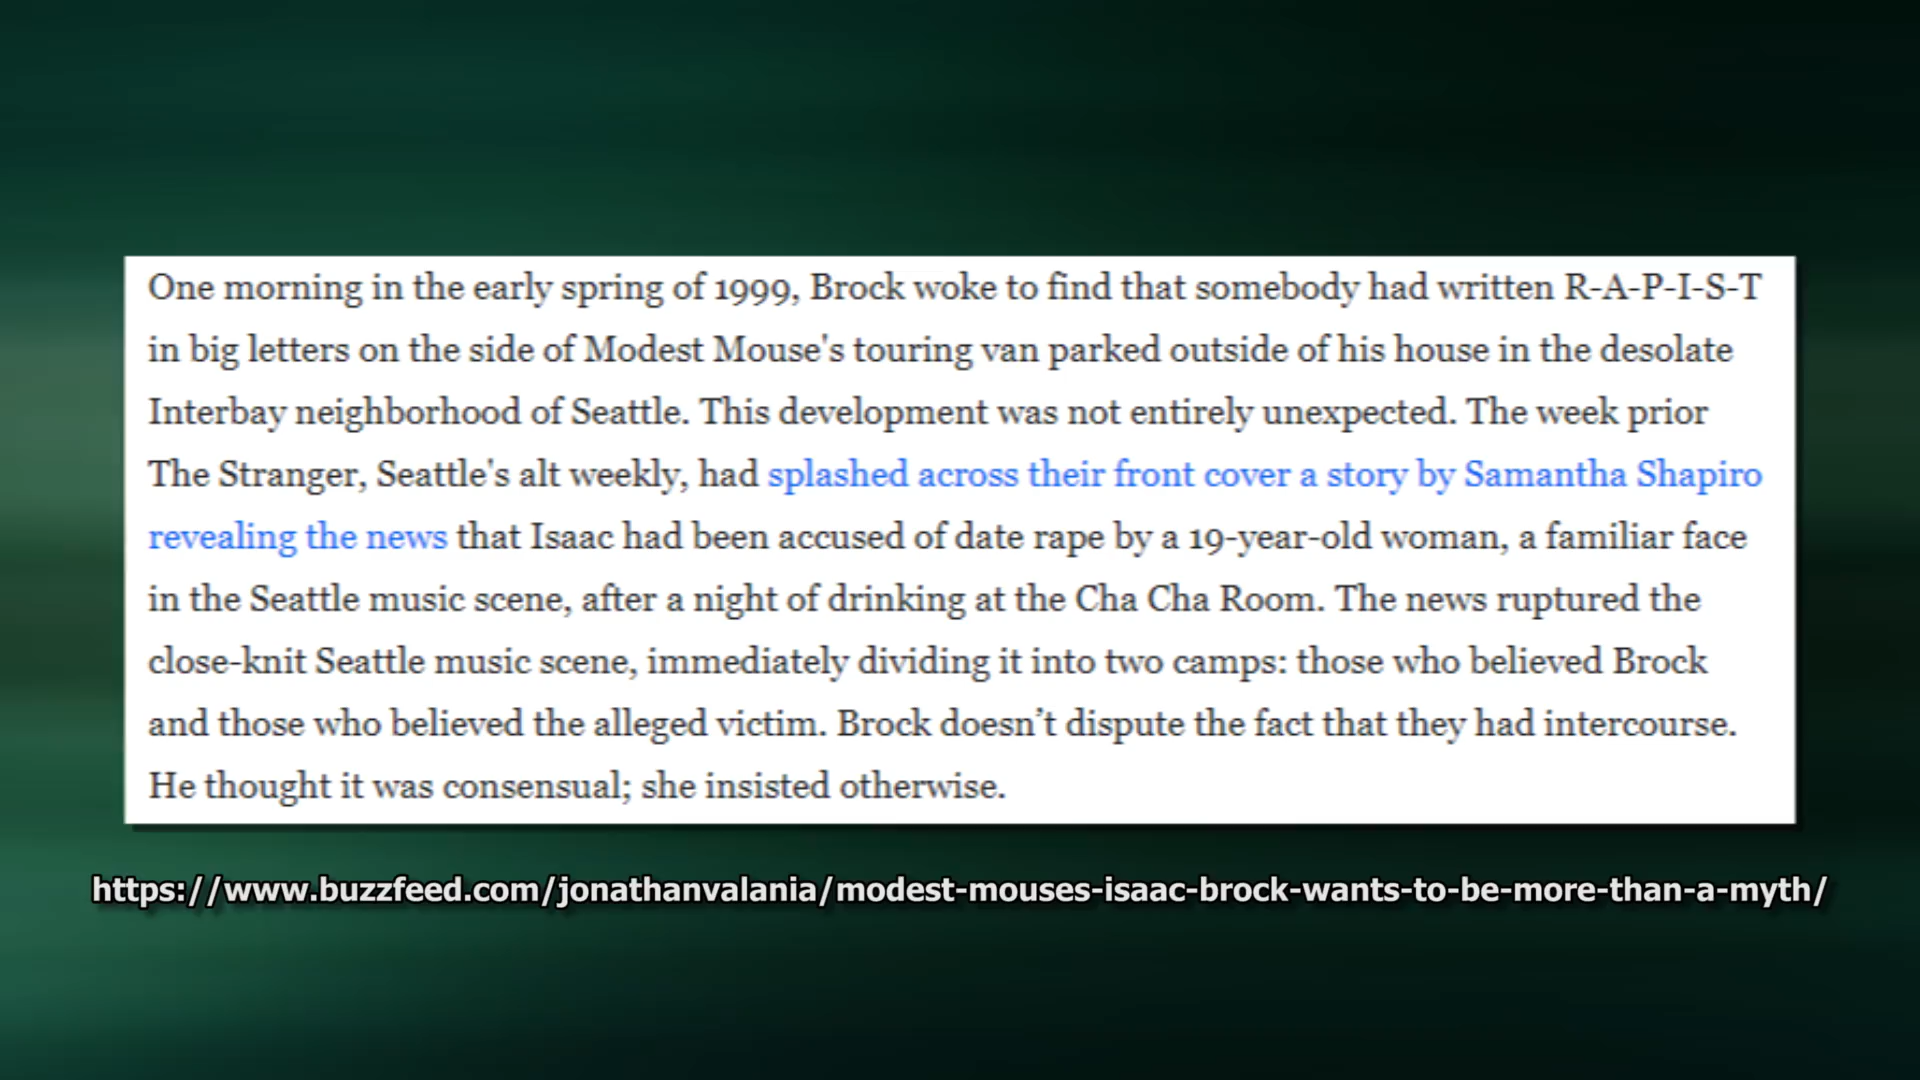 One morning in the early spring of 1999, Brock woke to find that somebody had written R-A-P-I-S-T
in big letters on the side of Modest Mouse's touring van parked outside of his house in the desolate
Interbay neighborhood of Seattle. This development was not entirely unexpected. The week prior
The Stranger, Seattle's alt weekly, had splashed across their front cover a story by Samantha Shapiro
revealing the news that Isaac had been accused of date rape by a 19-year-old woman, a familiar face
in the Seattle music scene, after a night of drinking at the Cha Cha Room. The news ruptured the
close-knit Seattle music scene, immediately dividing it into two camps: those who believed Brock
and those who believed the alleged victim. Brock doesn’t dispute the fact that they had intercourse.
He thought it was consensual; she insisted otherwise.
https://www.buzzfeed.com/jonathanvalania/modest-mouses-isaac-brock-wants-to-be-more-than-a-myth/